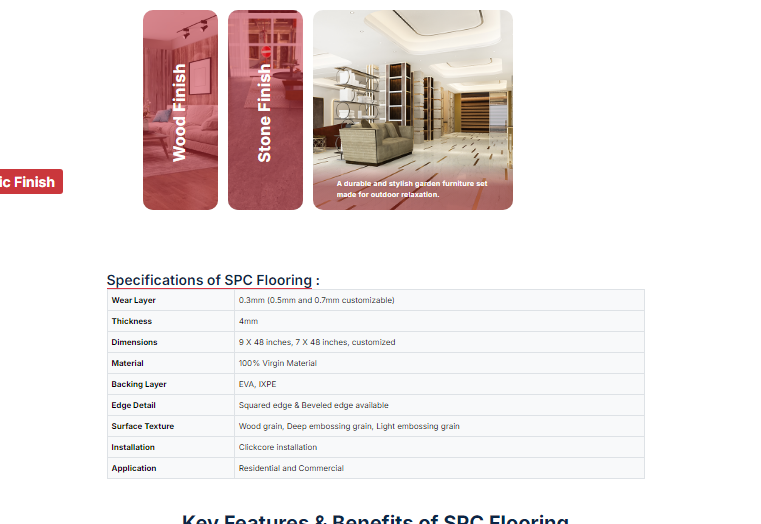 Wood Finish
Stone Finish
ic Finish
A durable and stylish garden furniture set
made for outdoor relaxation.
Specifications of SPC Flooring :
Wear Layer 0.3mm (0.5mm and 0.7mm customizable)
Thickness 4mm
Dimensions 9 X 48 inches, 7 X 48 inches, customized
Material 100% Virgin Material
Backing Layer EVA, IXPE
Edge Detail Squared edge & Beveled edge available
Surface Texture Wood grain, Deep embossing grain, Light embossing grain
Installation Clickcore installation
Application Residential and Commercial
Key Features & Benefits of SPC Flooring